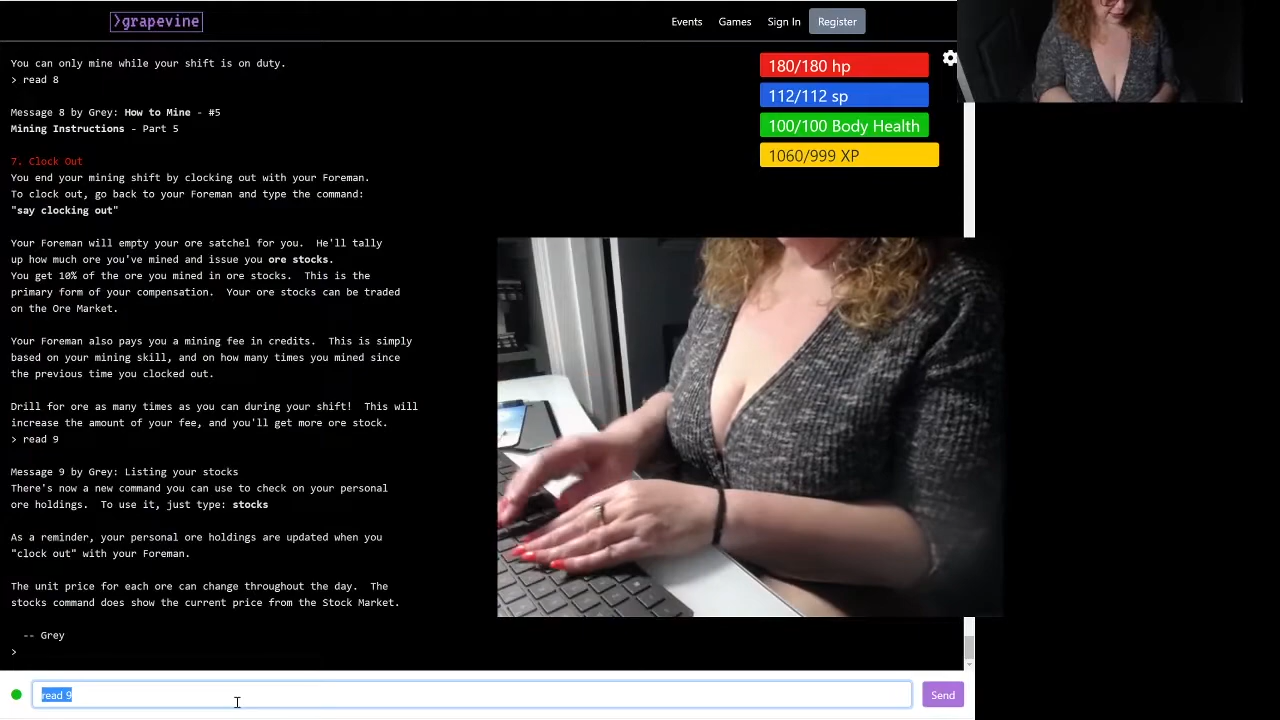 >grapevine
Events
Games
Sign In
Register
You can only mine while your shift is on duty.
> read 8
Message 8 by Grey: How to Mine - #5
Mining Instructions - Part 5
7. Clock Out
You end your mining shift by clocking out with your Foreman.
To clock out, go back to your Foreman and type the command:
"say clocking out"
Your Foreman will empty your ore satchel for you. He'll tally
up how much ore you've mined and issue you ore stocks.
You get 10% of the ore you mined in ore stocks. This is the
primary form of your compensation. Your ore stocks can be traded
on the Ore Market.
Your Foreman also pays you a mining fee in credits. This is simply
based on your mining skill, and on how many times you mined since
the previous time you clocked out.
Drill for ore as many times as you can during your shift! This will
increase the amount of your fee, and you'll get more ore stock.
> read 9
Message 9 by Grey: Listing your stocks
There's now a new command you can use to check on your personal
ore holdings. To use it, just type: stocks
As a reminder, your personal ore holdings are updated when you
"clock out" with your Foreman.
The unit price for each ore can change throughout the day. The
stocks command does show the current price from the Stock Market.
-- Grey
>
180/180 hp
112/112 sp
100/100 Body Health
1060/999 XP
read 9
Send